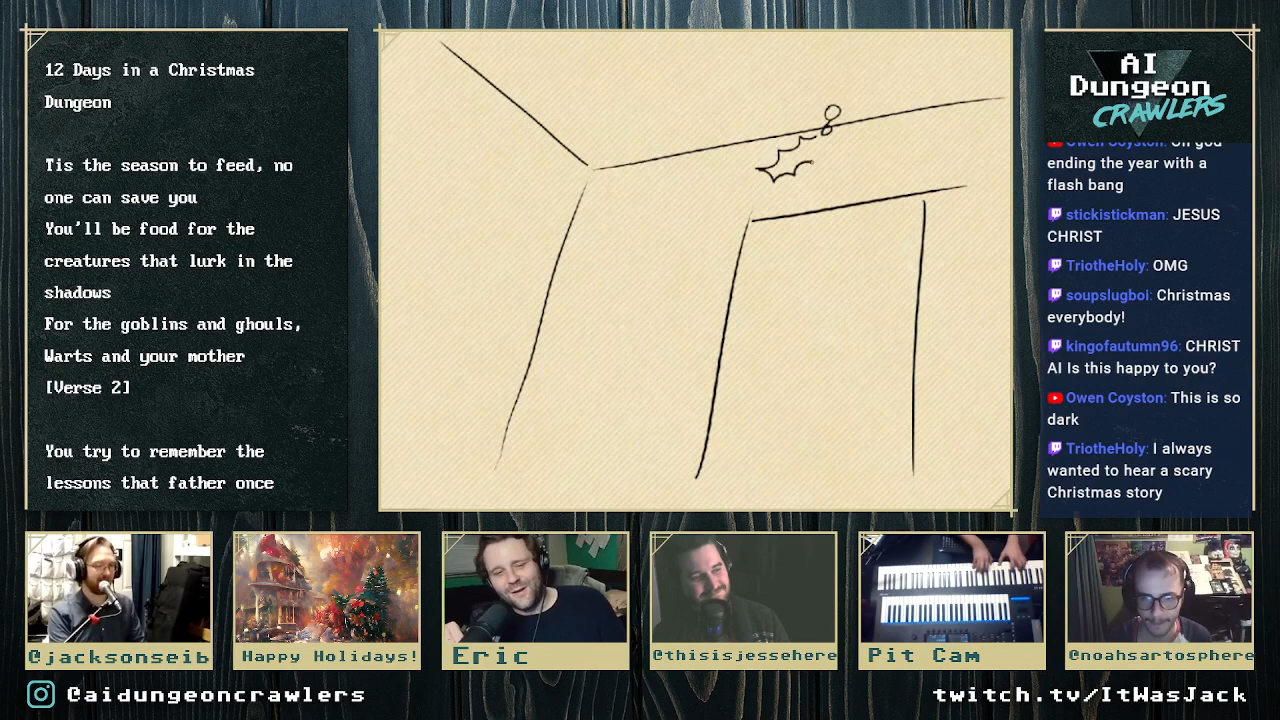 12 Days in a Christmas
Dungeon
Tis the season to feed, no
one can save you
You'll be food for the
creatures that lurk in the
shadows
For the goblins and ghouls,
Warts and your mother
[Verse 2]
You try to remember the
lessons that father once
AI
Dungeon
CRAWLERS
Owen Coyston: Oh god
ending the year with a
flash bang
stickistickman: JESUS
CHRIST
TriotheHoly: OMG
soupslugboi: Christmas
everybody!
kingofautumn96: CHRIST
AI Is this happy to you?
Owen Coyston: This is so
dark
TriotheHoly: I always
wanted to hear a scary
Christmas story
@jacksonseib
Happy Holidays!
Eric
@thisisjessehere
Pit Cam
@noahsartosphere
@aidungeoncrawlers
twitch.tv/ItWasJack